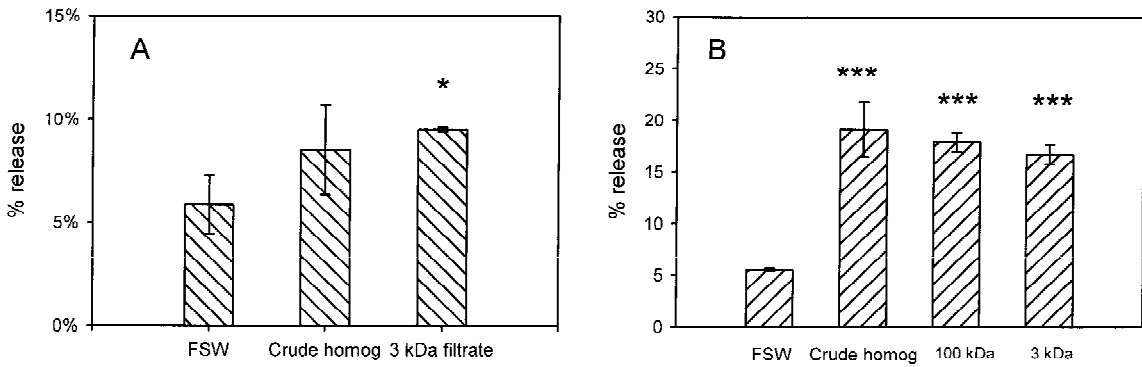 A
15%
10%
5%
0%
% release
*
FSW Crude homog 3 kDa filtrate
B
30
25
20
15
10
5
0
% release
*** *** ***
FSW Crude homog 100 kDa 3 kDa